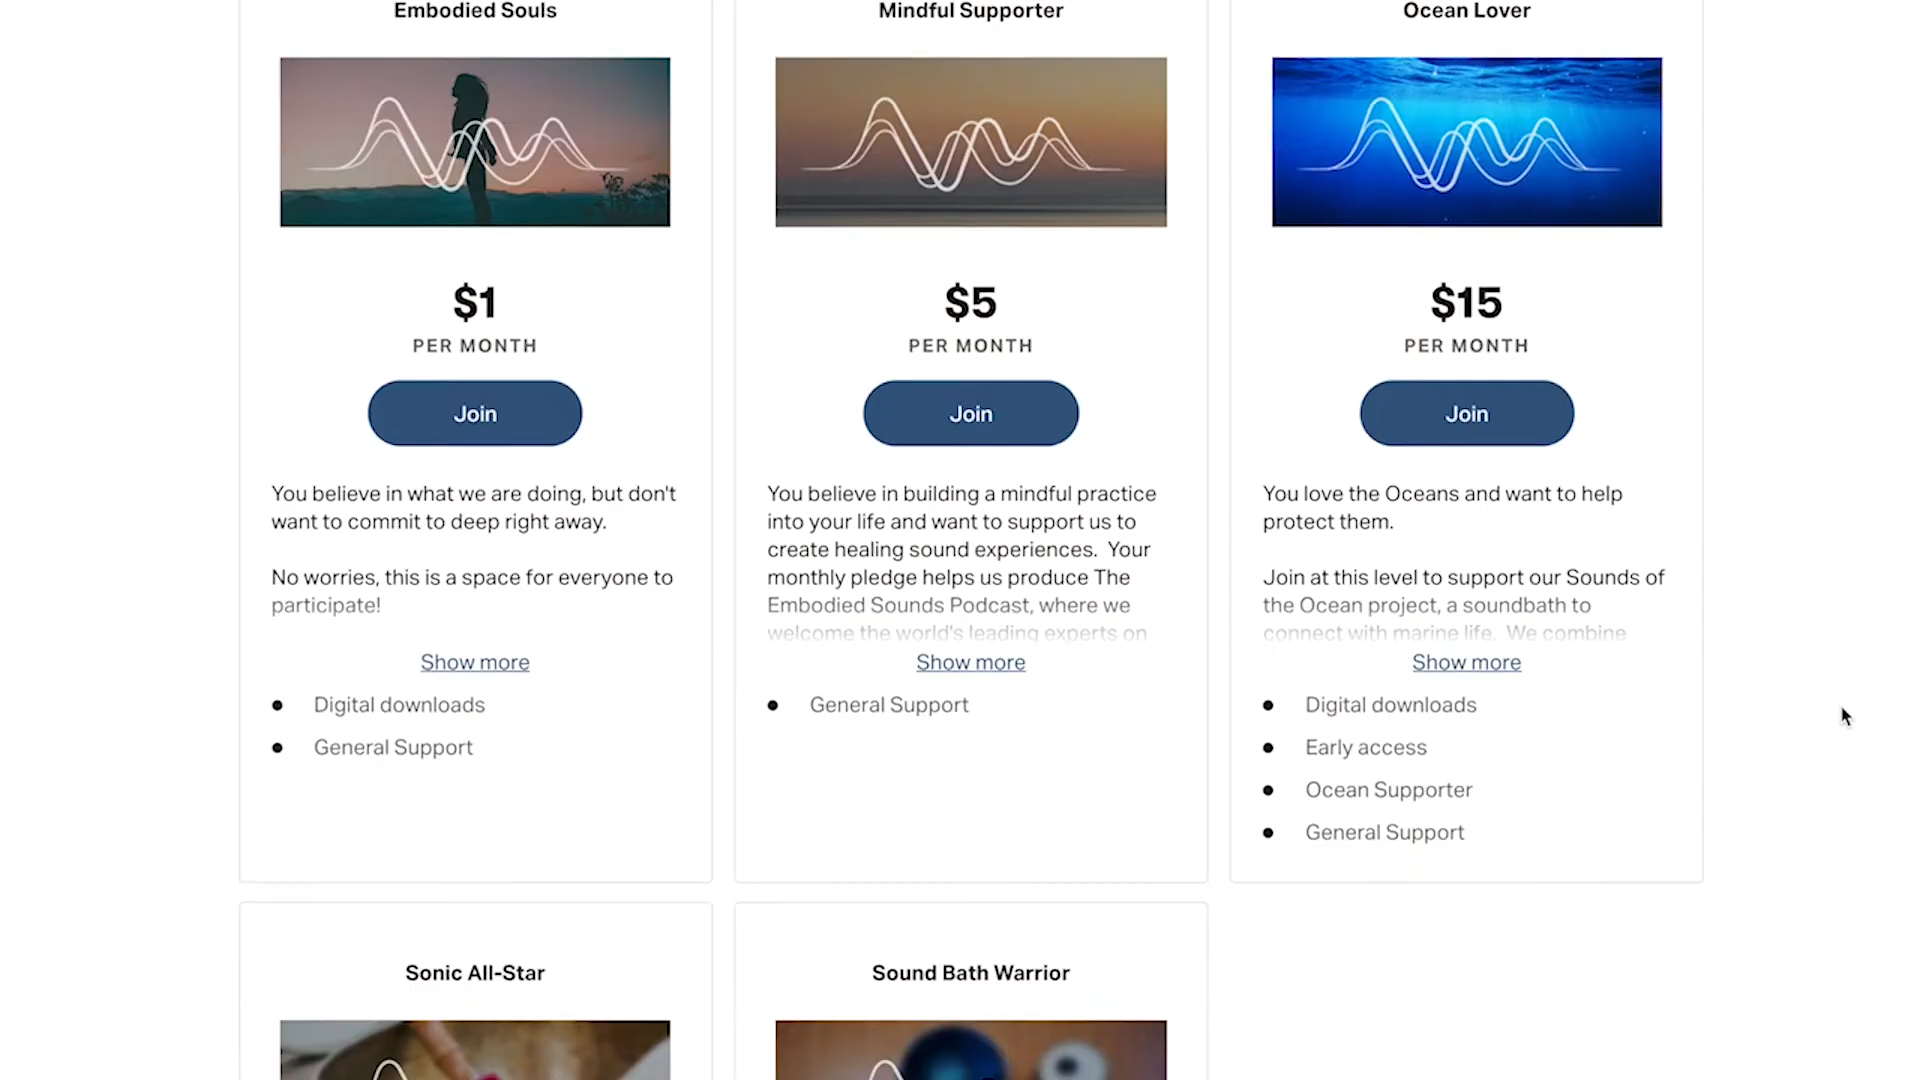 Embodied Souls
$1
PER MONTH
Join
You believe in what we are doing, but don't
want to commit to deep right away.
No worries, this is a space for everyone to
participate!
Show more
Digital downloads
General Support
Mindful Supporter
$5
PER MONTH
Join
You believe in building a mindful practice
into your life and want to support us to
create healing sound experiences.  Your
monthly pledge helps us produce The
Embodied Sounds Podcast, where we
welcome the world's leading experts on
Show more
General Support
Ocean Lover
$15
PER MONTH
Join
You love the Oceans and want to help
protect them.
Join at this level to support our Sounds of
the Ocean project, a soundbath to
connect with marine life.  We combine
Show more
Digital downloads
Early access
Ocean Supporter
General Support
Sonic All-Star
Sound Bath Warrior